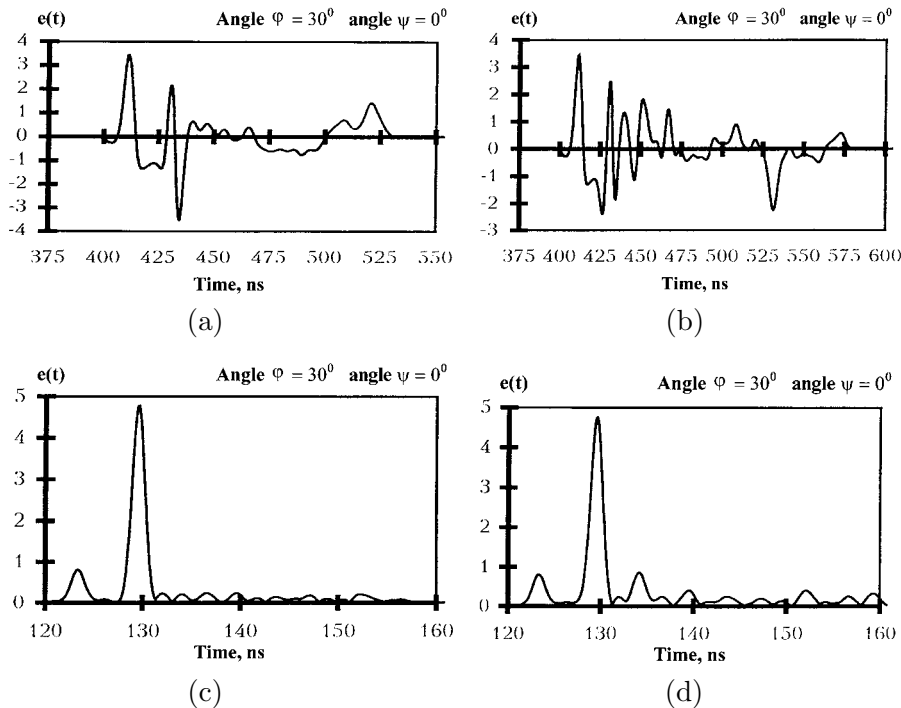 e(t) Angle φ = 30⁰ angle ψ = 0⁰
4
3
2
1
0
-1
-2
-3
-4
375 400 425 450 475 500 525 550
Time, ns
(a)
e(t) Angle φ = 30⁰ angle ψ = 0⁰
4
3
2
1
0
-1
-2
-3
375 400 425 450 475 500 525 550 575 600
Time, ns
(b)
e(t) Angle φ = 30⁰ angle ψ = 0⁰
5
4
3
2
1
0
120 130 140 150 160
Time, ns
(c)
e(t) Angle φ = 30⁰ angle ψ = 0⁰
5
4
3
2
1
0
120 130 140 150 160
Time, ns
(d)